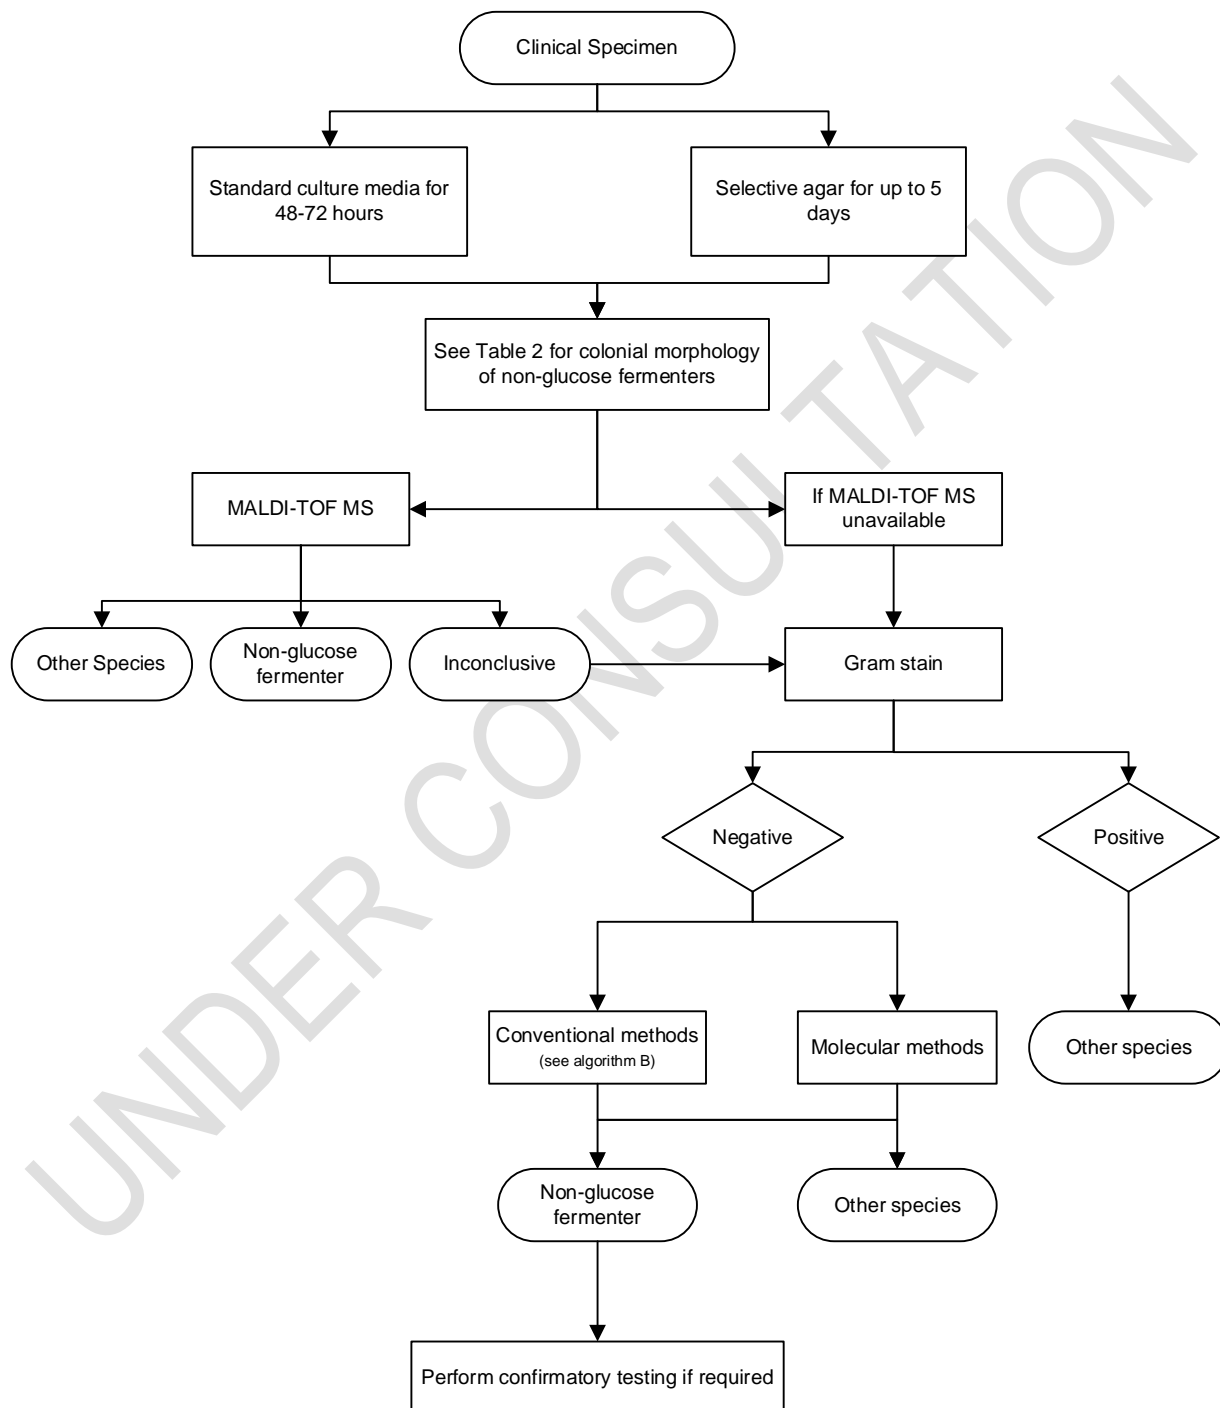 Clinical Specimen
Standard culture media for
48-72 hours
Selective agar for up to 5
days
See Table 2 for colonial morphology
of non-glucose fermenters
MALDI-TOF MS
If MALDI-TOF MS
unavailable
Other Species
Non-glucose
fermenter
Inconclusive
Gram stain
Negative
Positive
Conventional methods
(see algorithm B)
Molecular methods
Other species
Non-glucose
fermenter
Other species
Perform confirmatory testing if required
UNDER CONSULTATION